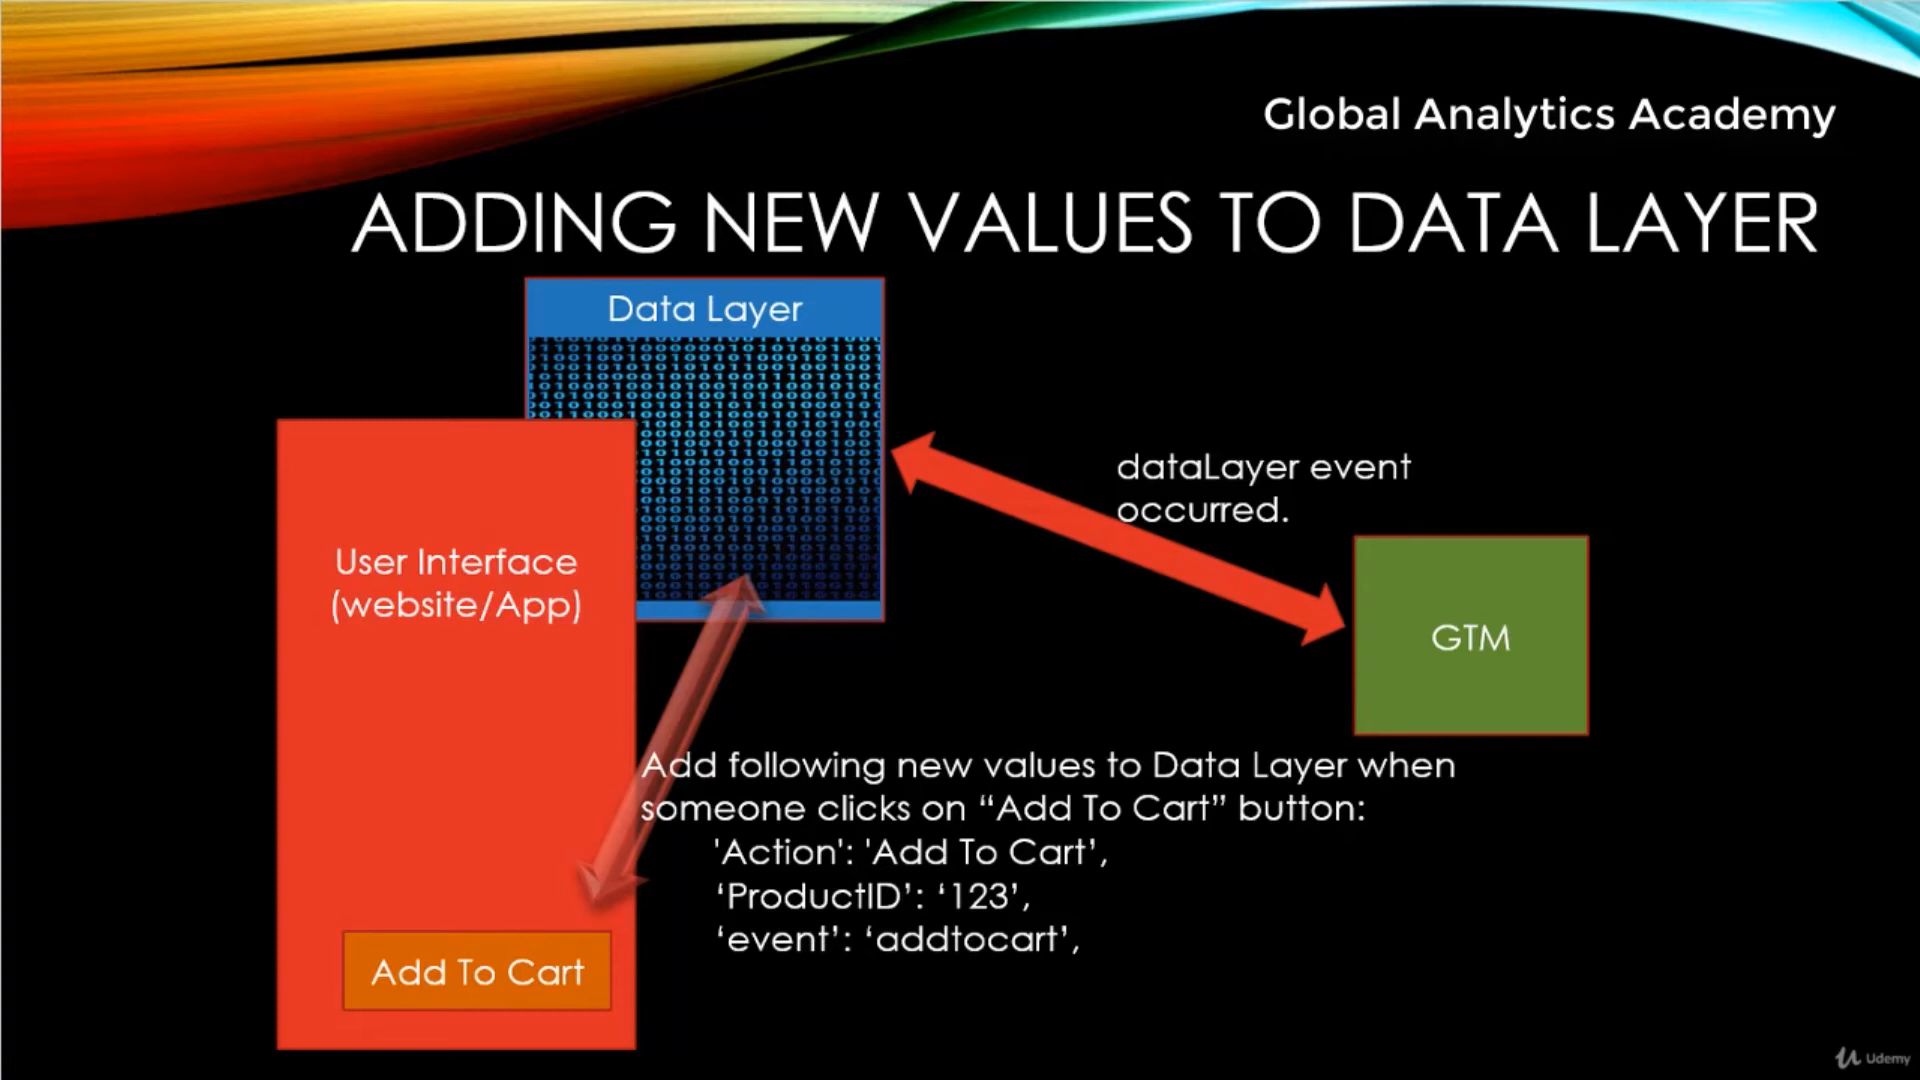 Global Analytics Academy
ADDING NEW VALUES TO DATA LAYER
Data Layer
dataLayer event
occurred.
User Interface
(website/App)
GTM
Add following new values to Data Layer when
someone clicks on “Add To Cart” button:
'Action': 'Add To Cart’,
‘ProductID’: ‘123’,
‘event’: ‘addtocart’,
Add To Cart
Udemy